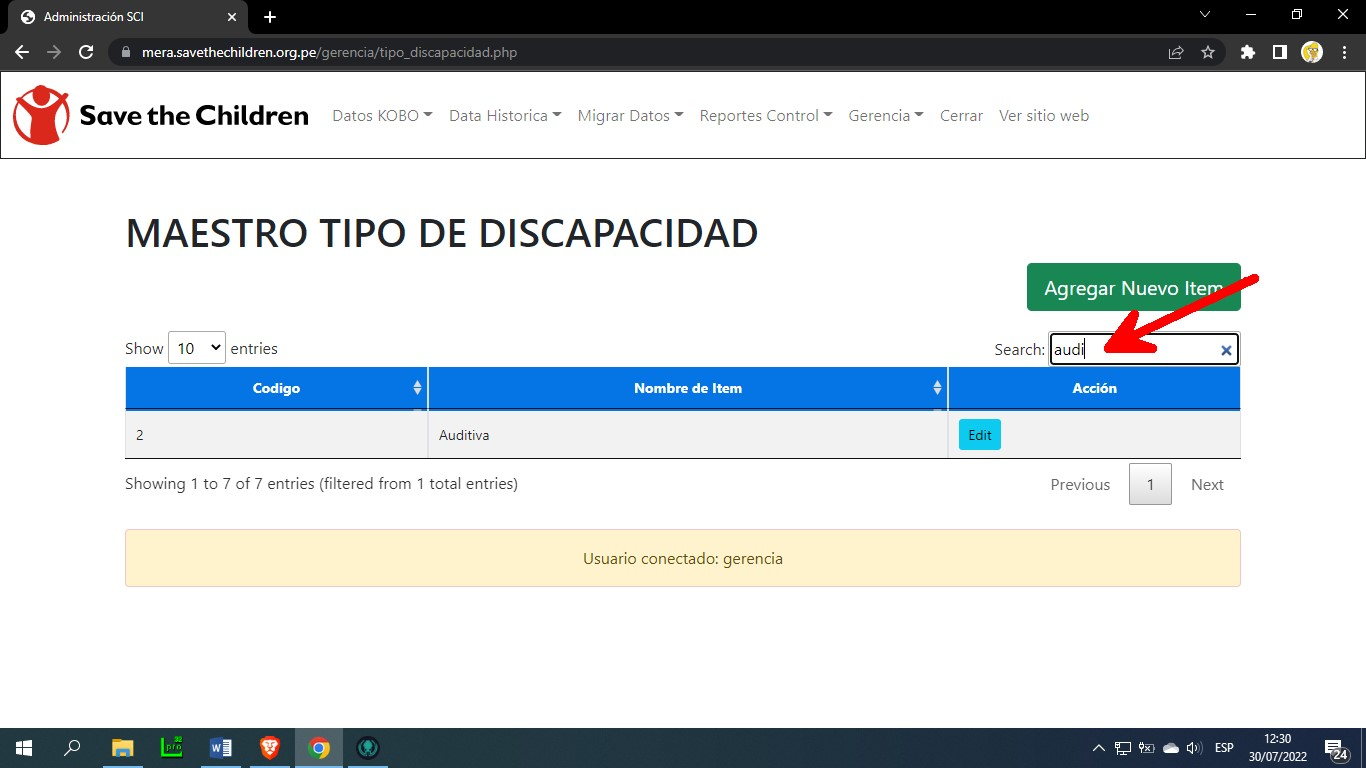 Administración SCI
mera.savethechildren.org.pe/gerencia/tipo_discapacidad.php
Save the Children Datos KOBO Data Historica Migrar Datos Reportes Control Gerencia Cerrar Ver sitio web
MAESTRO TIPO DE DISCAPACIDAD
Agregar Nuevo Item
Show 10 entries Search: audi
Codigo Nombre de Item Acción
2 Auditiva Edit
Showing 1 to 7 of 7 entries (filtered from 1 total entries) Previous 1 Next
Usuario conectado: gerencia
ESP 12:30
30/07/2022 24